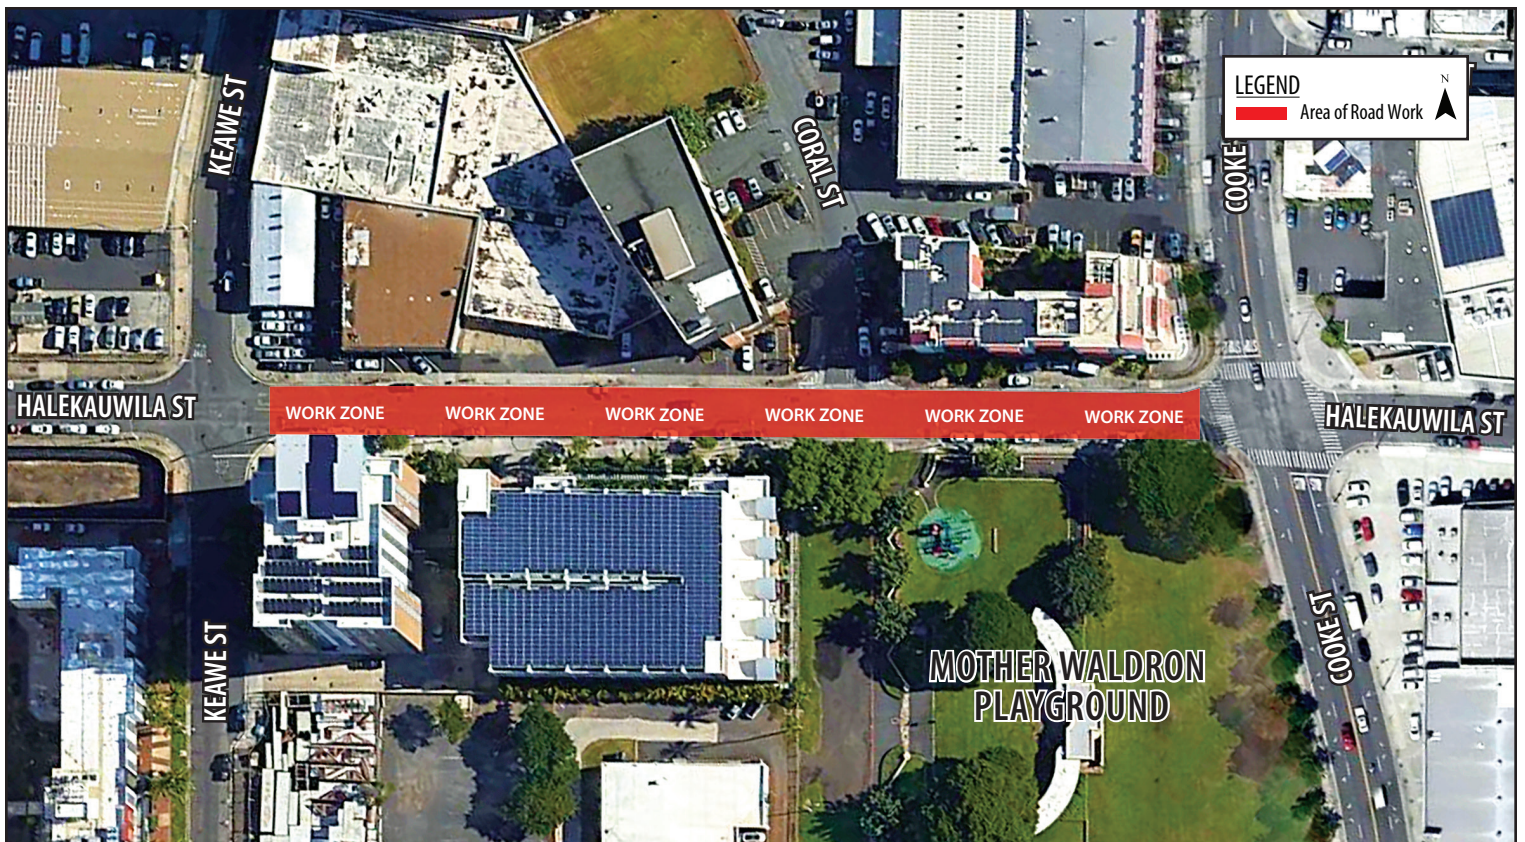 LEGEND
Area of Road Work
N
KEAWE ST
CORAL ST
COOKE
HALEKAUWILA ST
WORK ZONE
WORK ZONE
WORK ZONE
WORK ZONE
WORK ZONE
WORK ZONE
HALEKAUWILA ST
KEAWE ST
MOTHER WALDRON
PLAYGROUND
COOKE ST